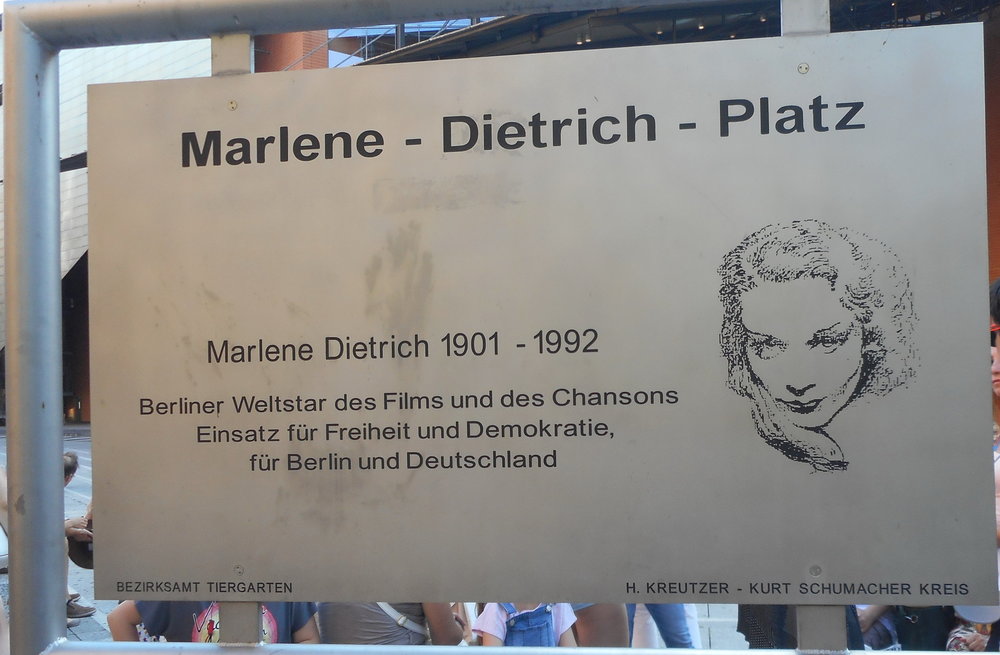 Marlene - Dietrich - Platz
Marlene Dietrich 1901 - 1992
Berliner Weltstar des Films und des Chansons
Einsatz für Freiheit und Demokratie,
für Berlin und Deutschland
BEZIRKSAMT TIERGARTEN
H. KREUTZER - KURT SCHUMACHER KREIS